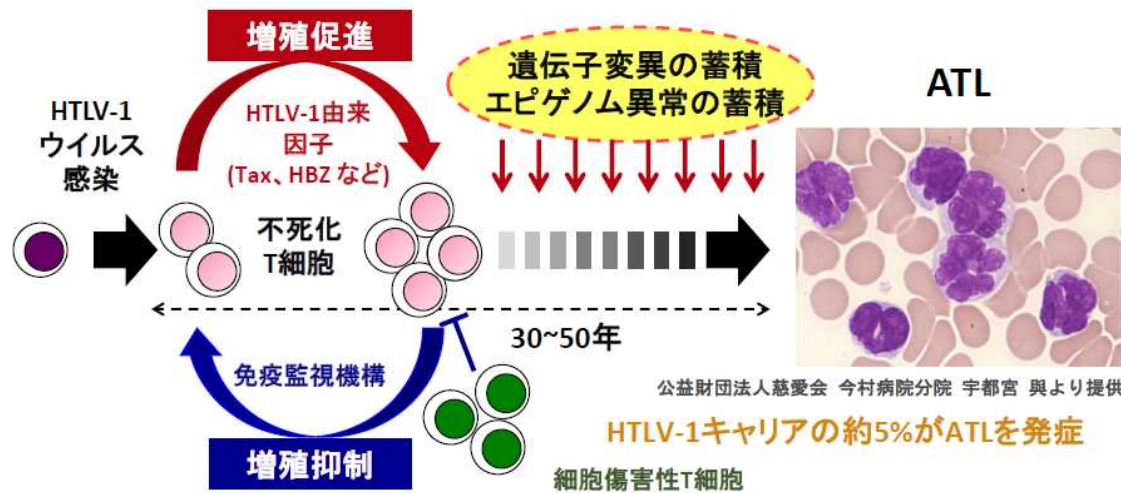 増殖促進
HTLV-1
ウイルス
感染
HTLV-1由来
因子
(Tax、HBZ など)
不死化
T細胞
遺伝子変異の蓄積
エピゲノム異常の蓄積
ATL
30~50年
免疫監視機構
増殖抑制
細胞傷害性T細胞
公益財団法人慈愛会 今村病院分院 宇都宮 與より提供
HTLV-1キャリアの約5%がATLを発症